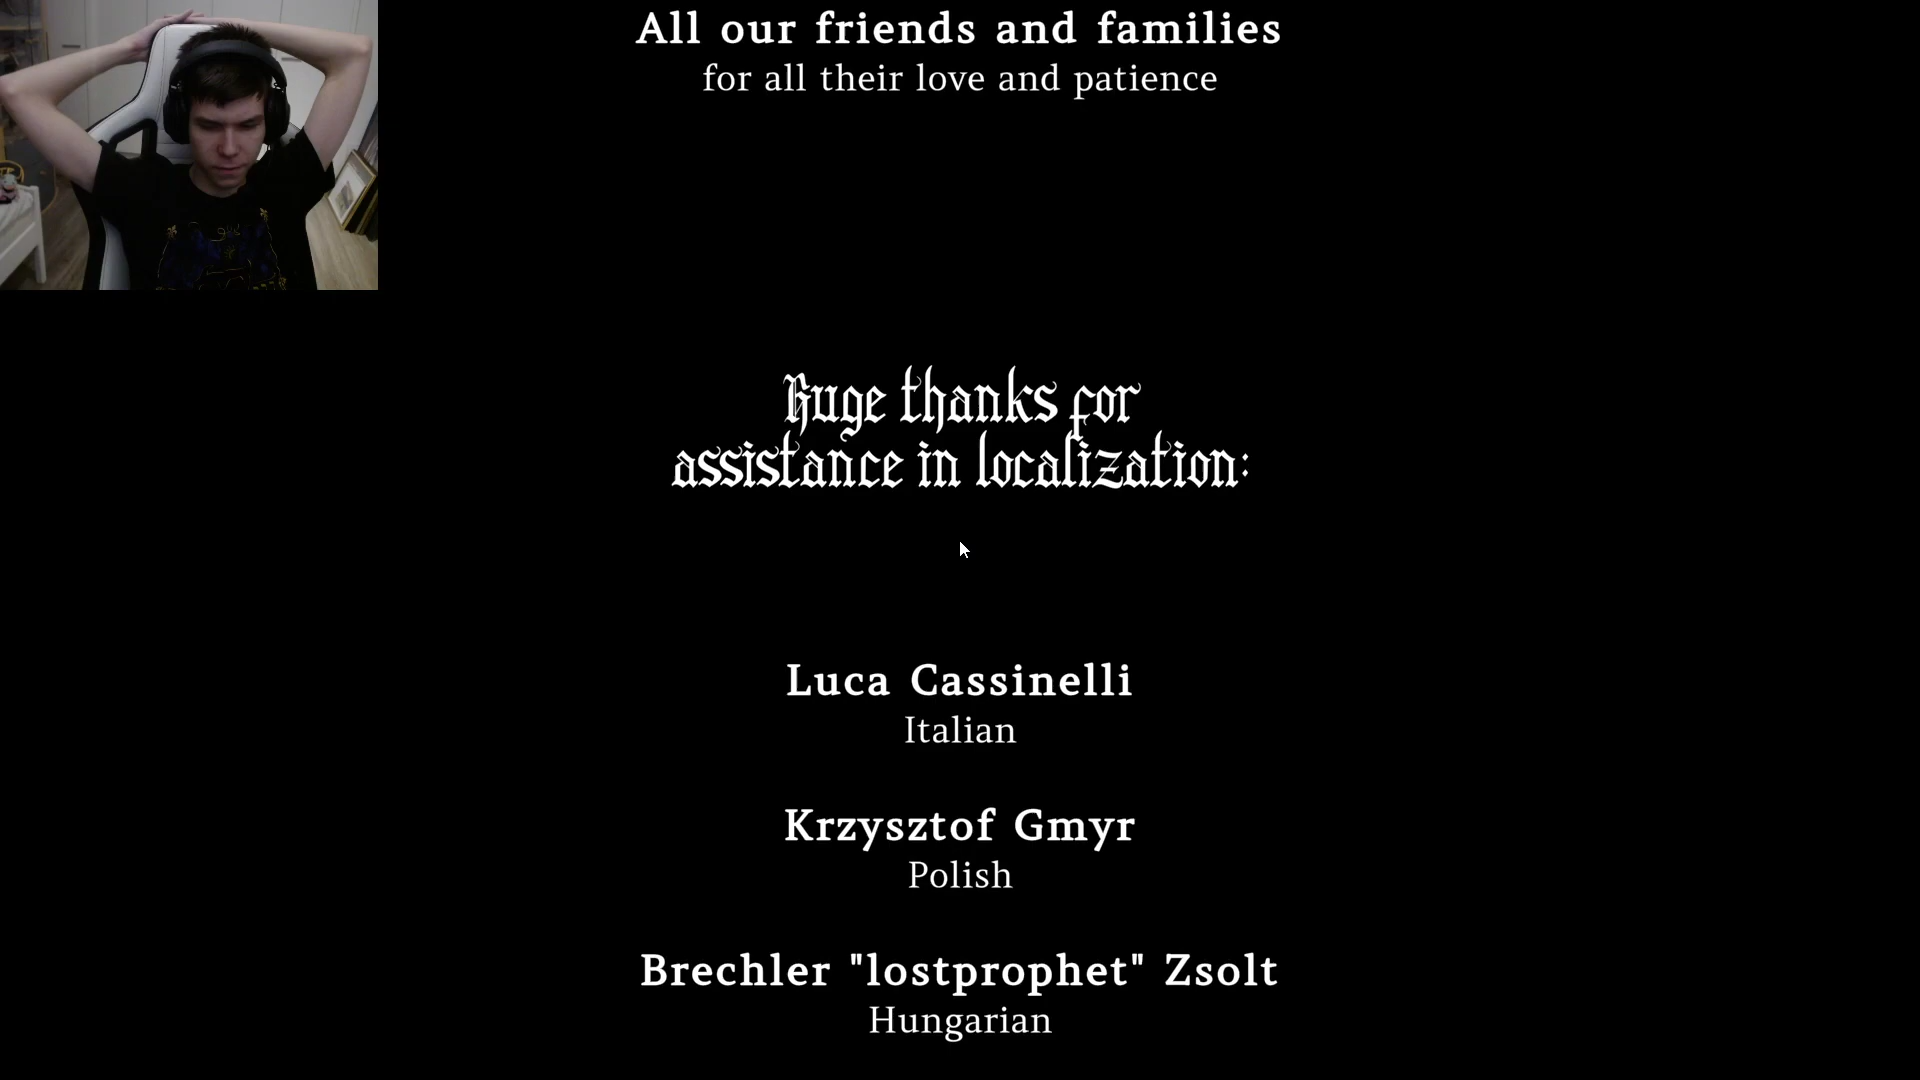 All our friends and families
for all their love and patience
Huge thanks for
assistance in localization:
Luca Cassinelli
Italian
Krzysztof Gmyr
Polish
Brechler "lostprophet" Zsolt
Hungarian